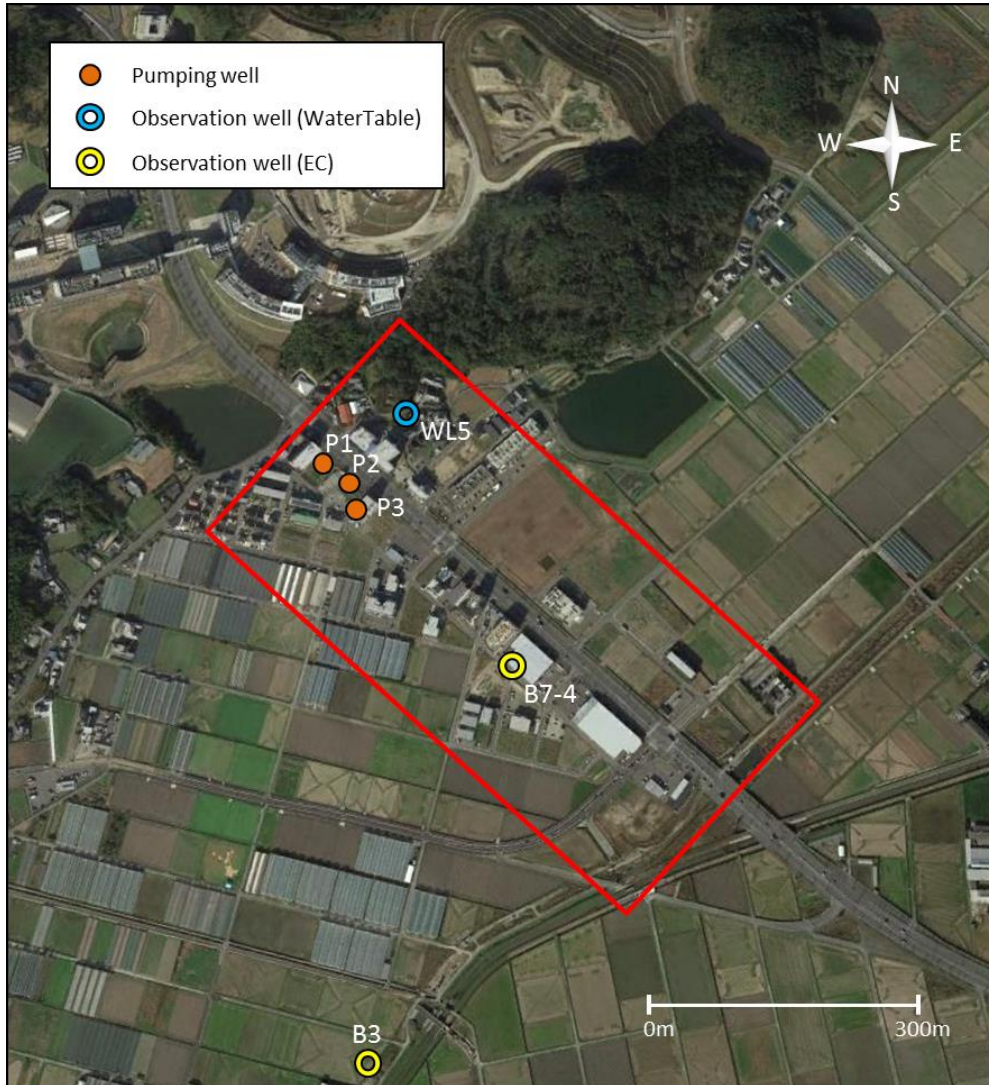 Pumping well
Observation well (WaterTable)
Observation well (EC)
N
W
E
S
WL5
P1
P2
P3
B7-4
B3
0m
300m